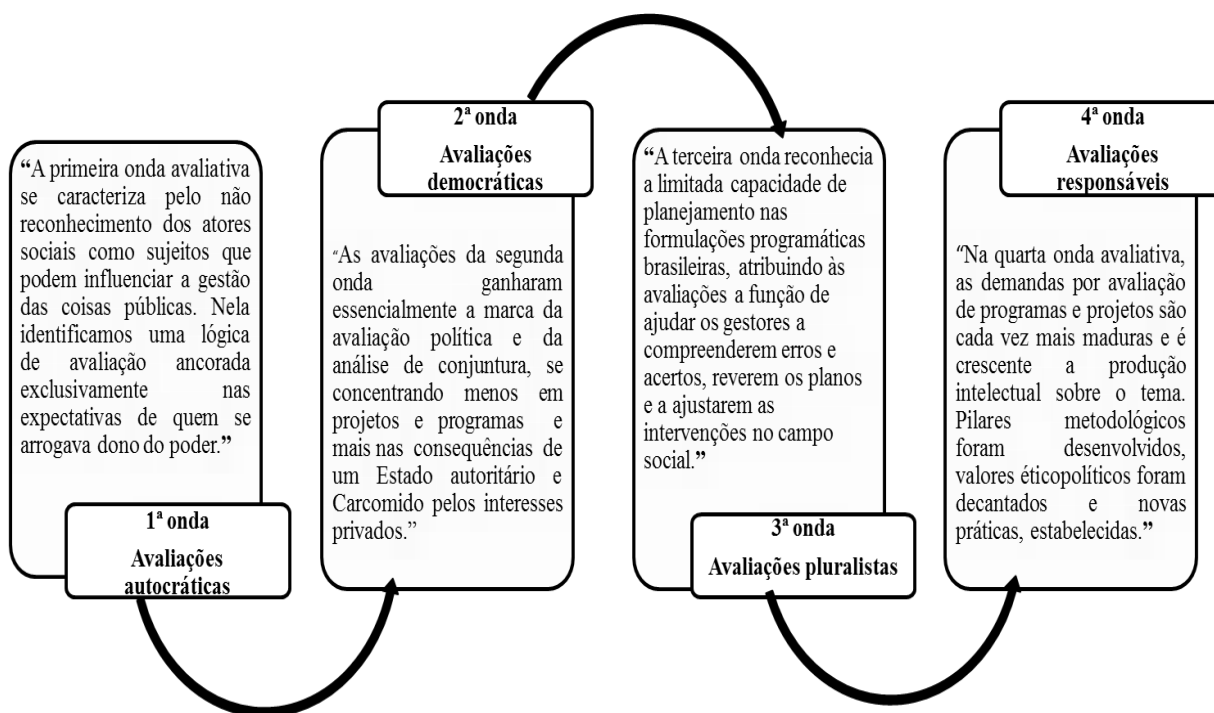 “A primeira onda avaliativa
se caracteriza pelo não
reconhecimento dos atores
sociais como sujeitos que
podem influenciar a gestão
das coisas públicas. Nela
identificamos uma lógica
de avaliação ancorada
exclusivamente nas
expectativas de quem se
arrogava dono do poder.”
1ª onda
Avaliações
autocráticas
2ª onda
Avaliações
democráticas
“As avaliações da segunda
onda ganharam
essencialmente a marca da
avaliação política e da
análise de conjuntura, se
concentrando menos em
projetos e programas e
mais nas consequências de
um Estado autoritário e
Carcomido pelos interesses
privados.”
“A terceira onda reconhecia
a limitada capacidade de
planejamento nas
formulações programáticas
brasileiras, atribuindo às
avaliações a função de
ajudar os gestores a
compreenderem erros e
acertos, reverem os planos
e a ajustarem as
intervenções no campo
social.”
3ª onda
Avaliações pluralistas
4ª onda
Avaliações
responsáveis
“Na quarta onda avaliativa,
as demandas por avaliação
de programas e projetos são
cada vez mais maduras e é
crescente a produção
intelectual sobre o tema.
Pilares metodológicos
foram desenvolvidos,
valores éticopolíticos foram
decantados e novas
práticas, estabelecidas.”